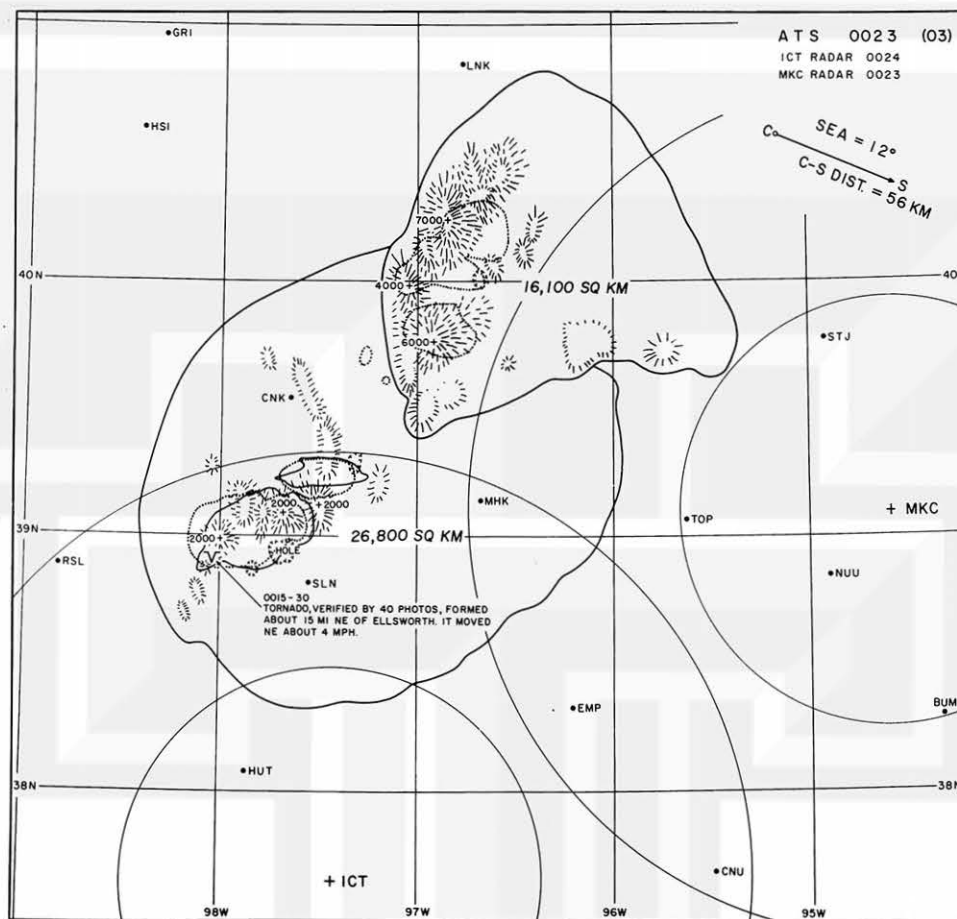 ATS 0023 (03)
ICT RADAR 0024
MKC RADAR 0023
GRI
LNK
HSI
C
SEA = 12°
S
C-S DIST. = 56 KM
7000
40N
4000
16,100 SQ KM
40
6000
STJ
CNK
MHK
2000
2000
39N
2000
HOLE
26,800 SQ KM
TOP
MKC
RSL
V
SLN
NUU
0015-30
TORNADO, VERIFIED BY 40 PHOTOS, FORMED
ABOUT 15 MI NE OF ELLSWORTH. IT MOVED
NE ABOUT 4 MPH.
EMP
BUM
HUT
38N
38N
ICT
CNU
98W
97W
96W
95W